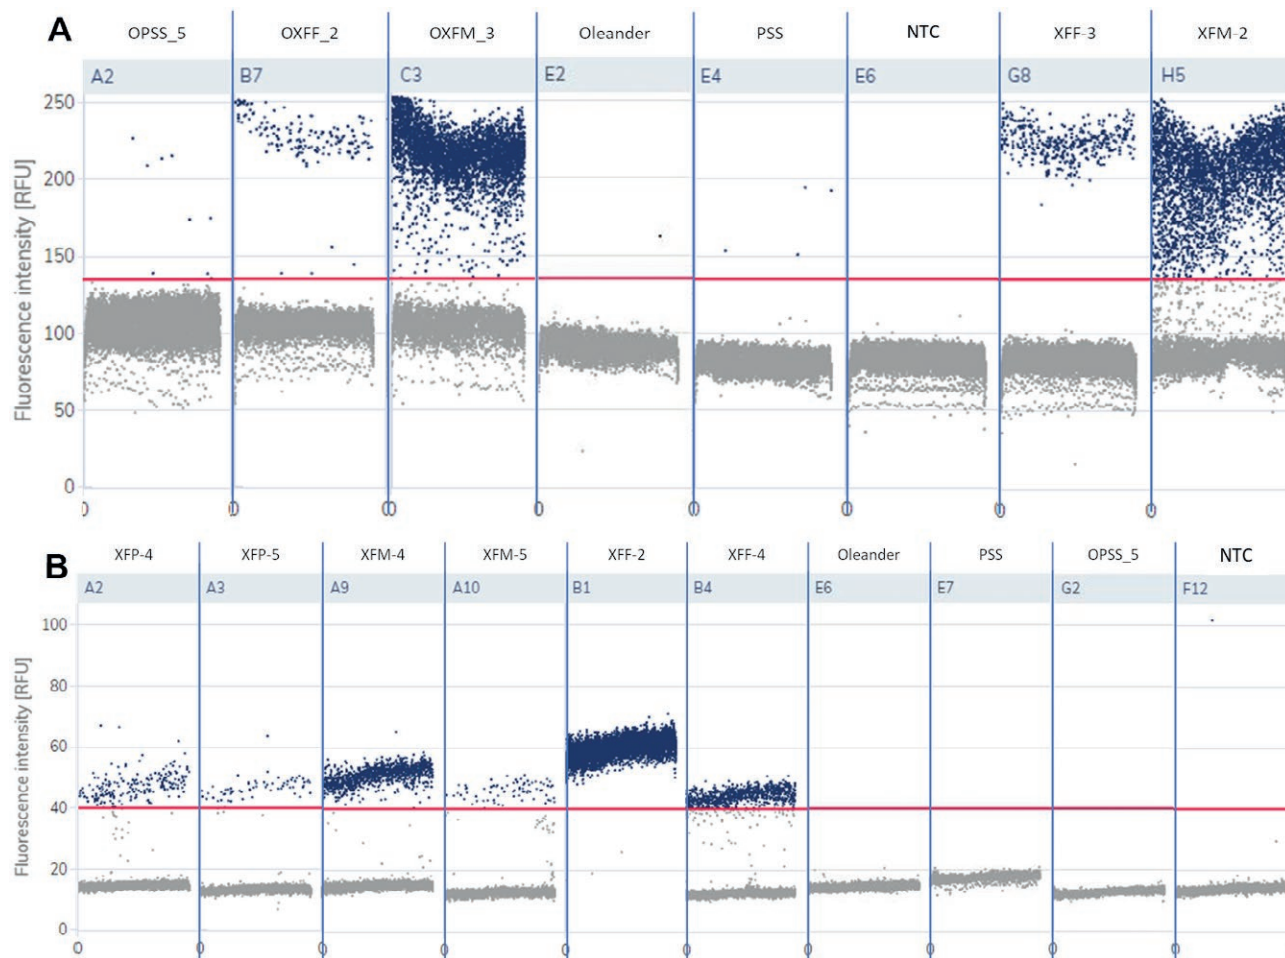 A
OPSS_5 OXFF_2 OXFM_3 Oleander PSS NTC XFF-3 XFM-2
A2 B7 C3 E2 E4 E6 G8 H5
Fluorescence intensity [RFU]
250
200
150
100
50
0
0 0 0 0 0 0 0 0
B
XFP-4 XFP-5 XFM-4 XFM-5 XFF-2 XFF-4 Oleander PSS OPSS_5 NTC
A2 A3 A9 A10 B1 B4 E6 E7 G2 F12
Fluorescence intensity [RFU]
100
80
60
40
20
0
0 0 0 0 0 0 0 0 0 0